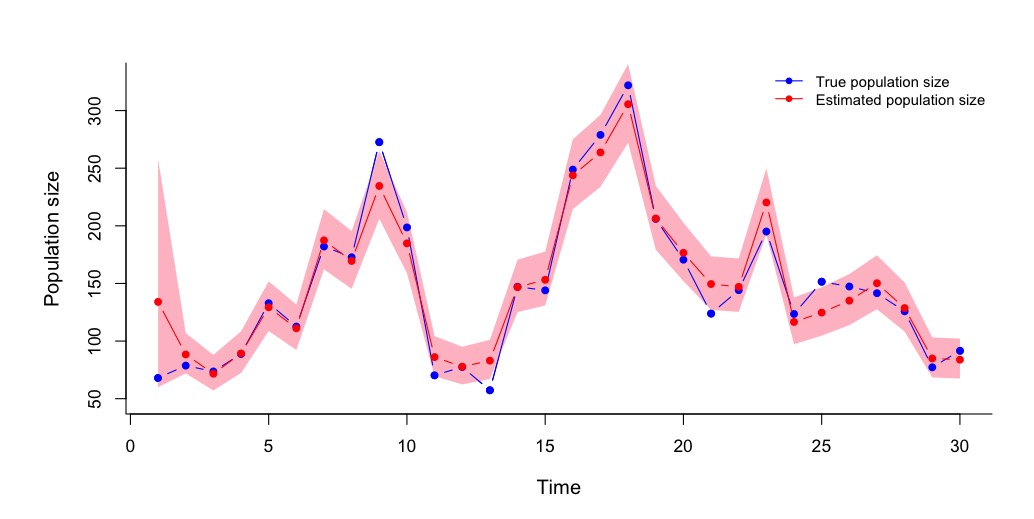 True population size
Estimated population size
300
250
200
150
100
50
Population size
0 5 10 15 20 25 30
Time